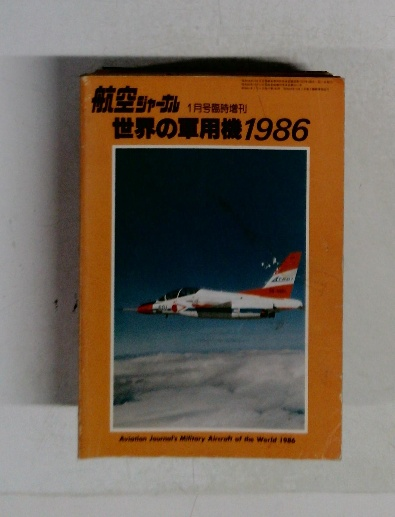 航空ジャーナル 1月号臨時増刊
世界の軍用機1986
Aviation Journal's Military Aircraft of the World 1986